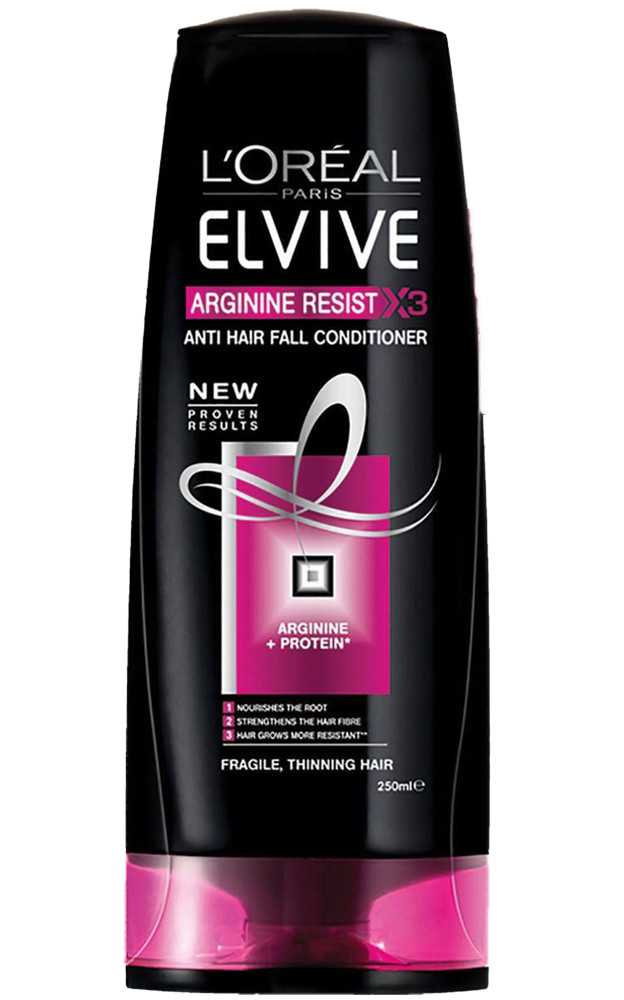 L'ORÉAL
PARIS
ELVIVE
ARGININE RESIST X3
ANTI HAIR FALL CONDITIONER
NEW
PROVEN
RESULTS
ARGININE
+ PROTEIN*
1 NOURISHES THE ROOT
2 STRENGTHENS THE HAIR FIBRE
3 HAIR GROWS MORE RESISTANT**
FRAGILE, THINNING HAIR
250ml℮